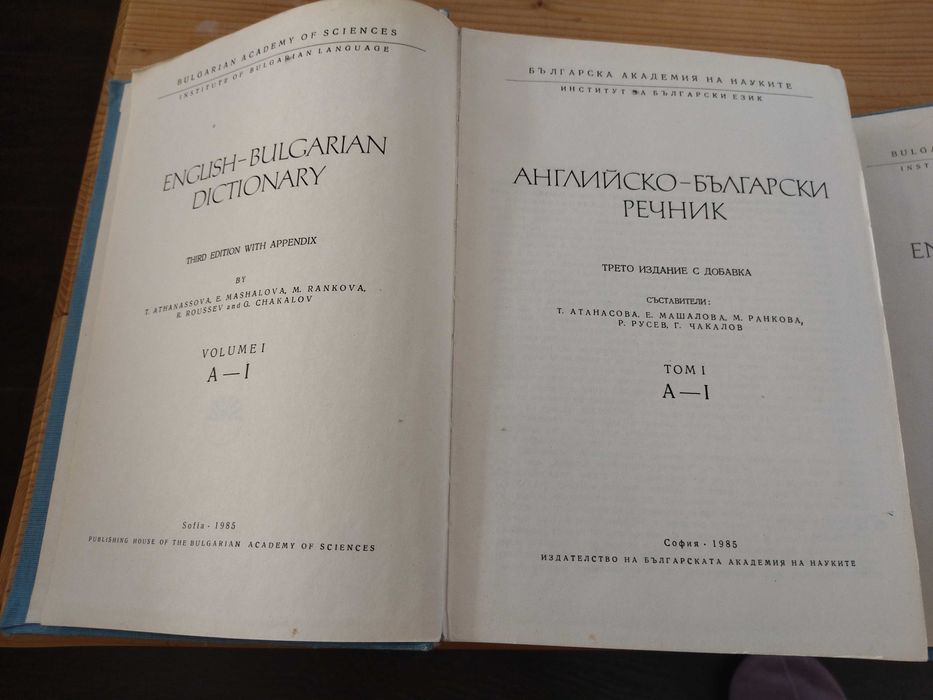 BULGARIAN ACADEMY OF SCIENCES
INSTITUTE OF BULGARIAN LANGUAGE
ENGLISH–BULGARIAN
DICTIONARY
THIRD EDITION WITH APPENDIX
BY
T. ATHANASSOVA, E. MASHALOVA, M. RANKOVA,
R. ROUSSEV and G. CHAKALOV
VOLUME I
A—I
Sofia · 1985
PUBLISHING HOUSE OF THE BULGARIAN ACADEMY OF SCIENCES
БЪЛГАРСКА АКАДЕМИЯ НА НАУКИТЕ
ИНСТИТУТ ЗА БЪЛГАРСКИ ЕЗИК
АНГЛИЙСКО–БЪЛГАРСКИ
РЕЧНИК
ТРЕТО ИЗДАНИЕ С ДОБАВКА
СЪСТАВИТЕЛИ:
Т. АТАНАСОВА, Е. МАШАЛОВА, М. РАНКОВА,
Р. РУСЕВ, Г. ЧАКАЛОВ
ТОМ I
A—I
София · 1985
ИЗДАТЕЛСТВО НА БЪЛГАРСКАТА АКАДЕМИЯ НА НАУКИТЕ